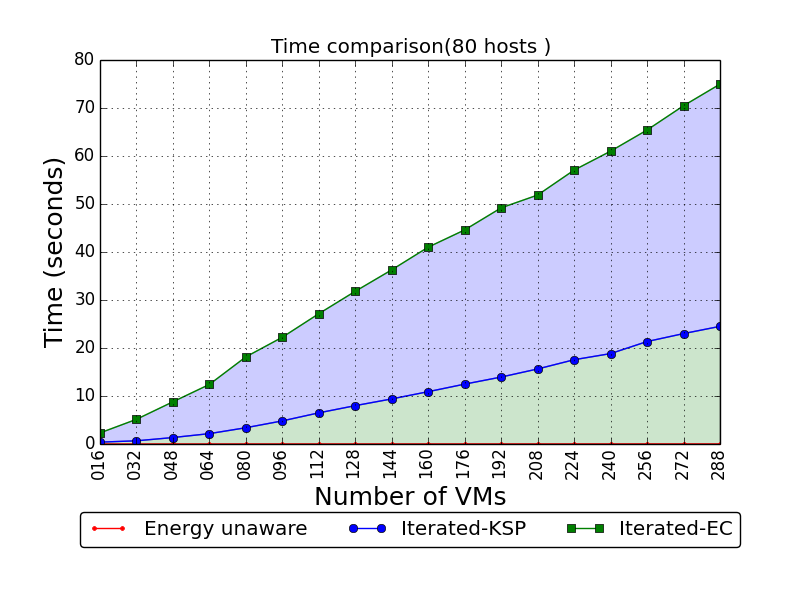 Time comparison(80 hosts )
80
70
60
50
40
30
20
10
0
Time (seconds)
016 032 048 064 080 096 112 128 144 160 176 192 208 224 240 256 272 288
Number of VMs
Energy unaware Iterated-KSP Iterated-EC